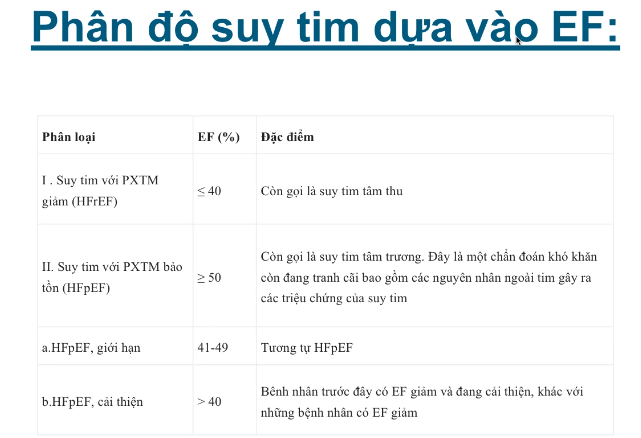 Phân độ suy tim dựa vào EF:
Phân loại EF (%) Đặc điểm
I . Suy tim với PXTM
giảm (HFrEF)
≤ 40
Còn gọi là suy tim tâm thu
II. Suy tim với PXTM bảo
tồn (HFpEF)
≥ 50
Còn gọi là suy tim tâm trương. Đây là một chẩn đoán khó khăn
còn đang tranh cãi bao gồm các nguyên nhân ngoài tim gây ra
các triệu chứng của suy tim
a.HFpEF, giới hạn 41-49 Tương tự HFpEF
b.HFpEF, cải thiện > 40
Bênh nhân trước đây có EF giảm và đang cải thiện, khác với
những bệnh nhân có EF giảm